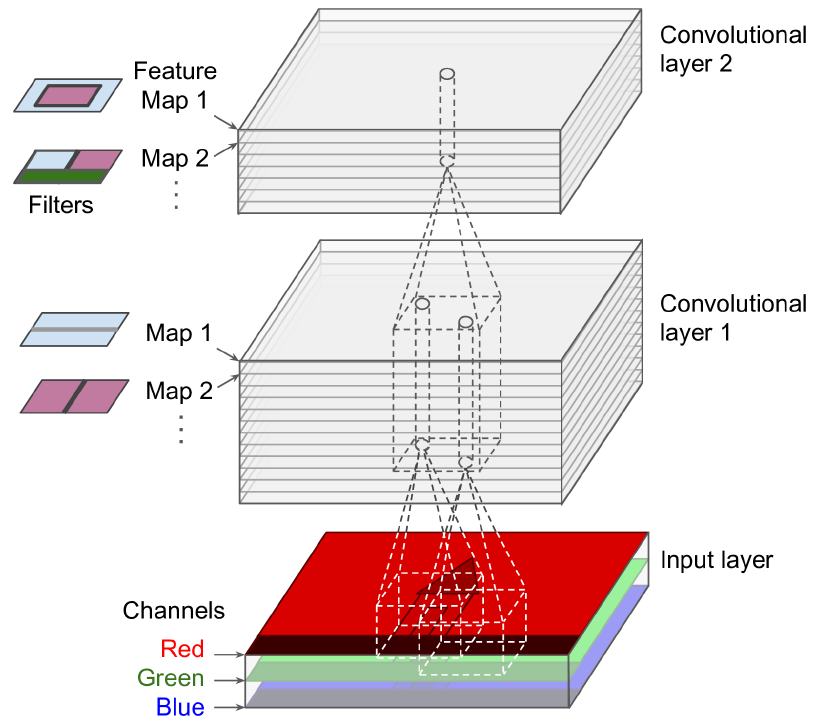 Convolutional
layer 2
Feature
Map 1
Map 2
Filters
Convolutional
layer 1
Map 1
Map 2
Input layer
Channels
Red
Green
Blue